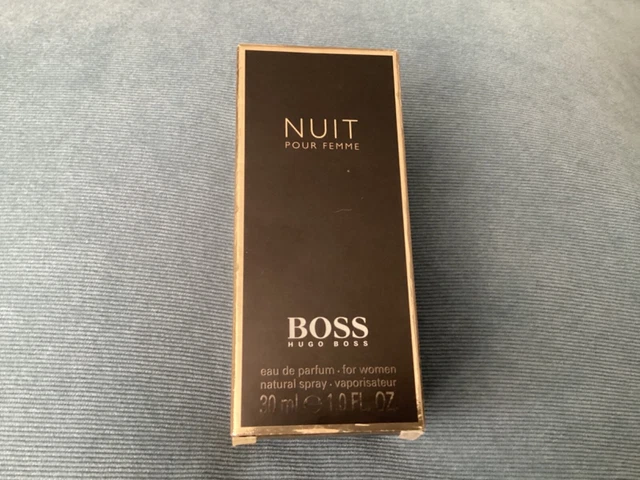 NUIT
POUR FEMME
BOSS
HUGO BOSS
eau de parfum · for women
natural spray · vaporisateur
30 ml ℮ 1.0 FL. OZ